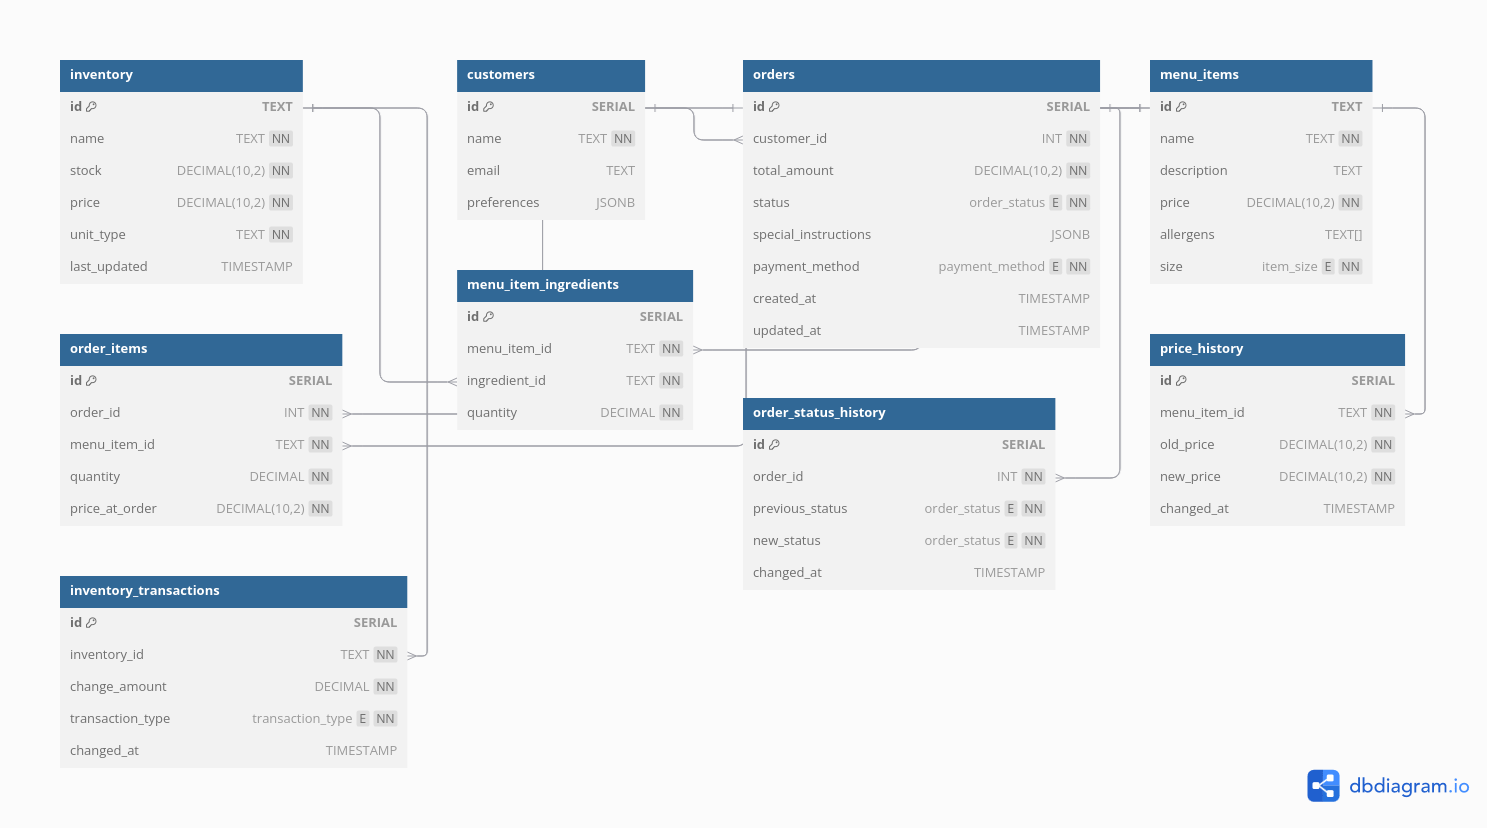 inventory
id TEXT
name TEXT NN
stock DECIMAL(10,2) NN
price DECIMAL(10,2) NN
unit_type TEXT NN
last_updated TIMESTAMP
customers
id SERIAL
name TEXT NN
email TEXT
preferences JSONB
orders
id SERIAL
customer_id INT NN
total_amount DECIMAL(10,2) NN
status order_status E NN
special_instructions JSONB
payment_method payment_method E NN
created_at TIMESTAMP
updated_at TIMESTAMP
menu_items
id TEXT
name TEXT NN
description TEXT
price DECIMAL(10,2) NN
allergens TEXT[]
size item_size E NN
menu_item_ingredients
id SERIAL
menu_item_id TEXT NN
ingredient_id TEXT NN
quantity DECIMAL NN
order_items
id SERIAL
order_id INT NN
menu_item_id TEXT NN
quantity DECIMAL NN
price_at_order DECIMAL(10,2) NN
price_history
id SERIAL
menu_item_id TEXT NN
old_price DECIMAL(10,2) NN
new_price DECIMAL(10,2) NN
changed_at TIMESTAMP
order_status_history
id SERIAL
order_id INT NN
previous_status order_status E NN
new_status order_status E NN
changed_at TIMESTAMP
inventory_transactions
id SERIAL
inventory_id TEXT NN
change_amount DECIMAL NN
transaction_type transaction_type E NN
changed_at TIMESTAMP
dbdiagram.io